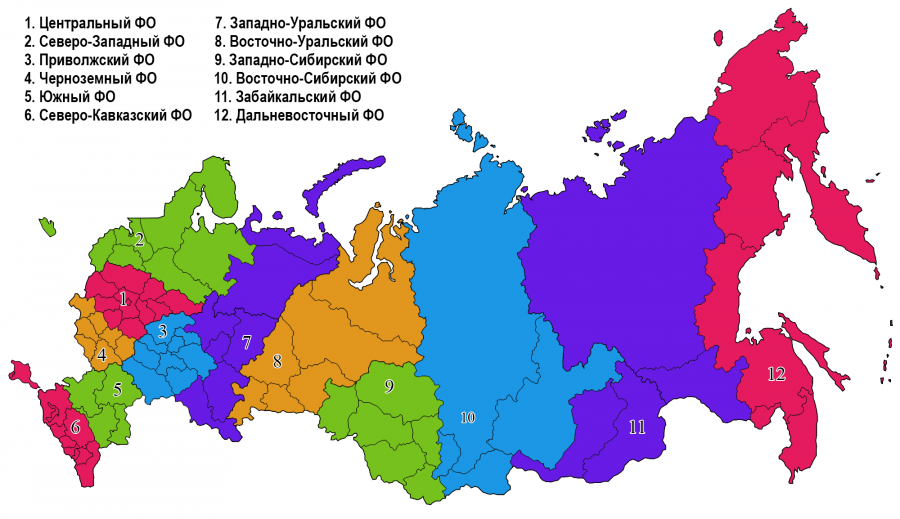 1. Центральный ФО
2. Северо-Западный ФО
3. Приволжский ФО
4. Черноземный ФО
5. Южный ФО
6. Северо-Кавказский ФО
7. Западно-Уральский ФО
8. Восточно-Уральский ФО
9. Западно-Сибирский ФО
10. Восточно-Сибирский ФО
11. Забайкальский ФО
12. Дальневосточный ФО
2
1
3
7
4
8
5
9
12
6
10
11